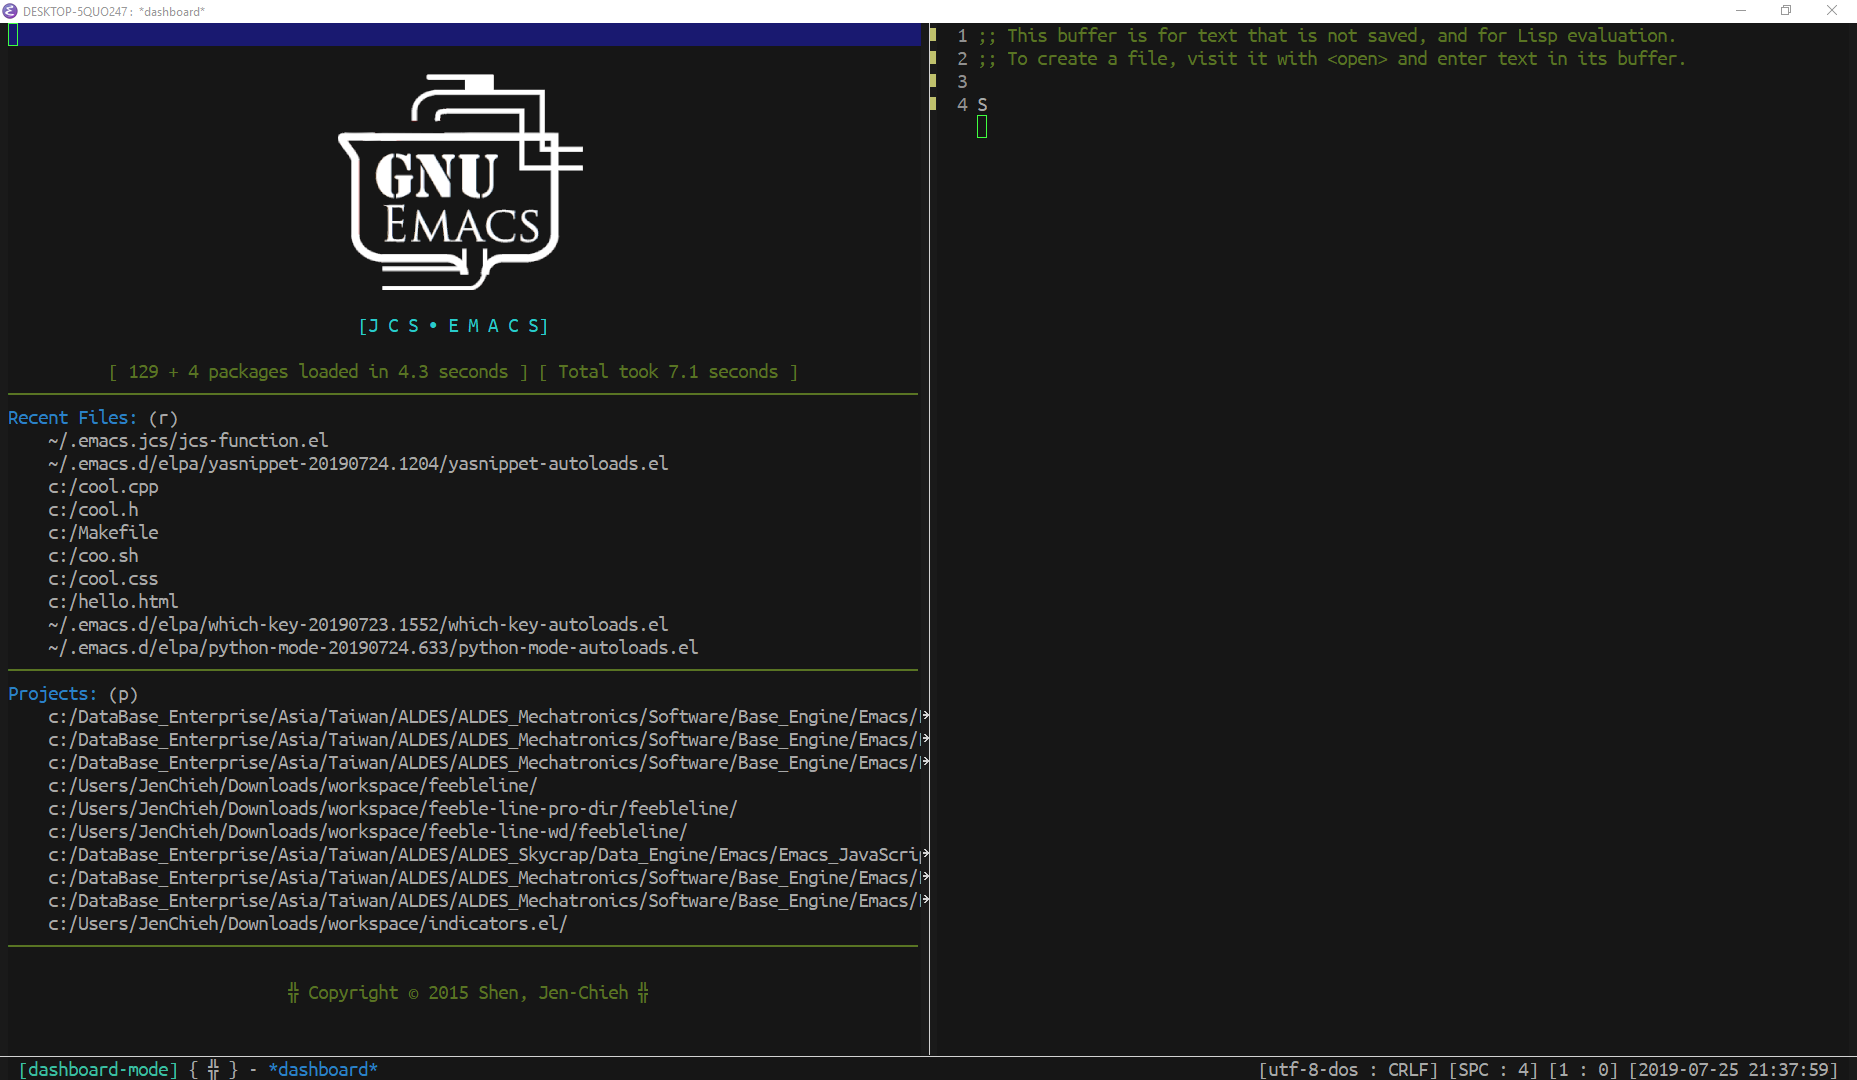 DESKTOP-5QUO247: *dashboard*
GNU
EMACS
[J C S • E M A C S]
[ 129 + 4 packages loaded in 4.3 seconds ] [ Total took 7.1 seconds ]
Recent Files: (r)
~/.emacs.jcs/jcs-function.el
~/.emacs.d/elpa/yasnippet-20190724.1204/yasnippet-autoloads.el
c:/cool.cpp
c:/cool.h
c:/Makefile
c:/coo.sh
c:/cool.css
c:/hello.html
~/.emacs.d/elpa/which-key-20190723.1552/which-key-autoloads.el
~/.emacs.d/elpa/python-mode-20190724.633/python-mode-autoloads.el
Projects: (p)
c:/DataBase_Enterprise/Asia/Taiwan/ALDES/ALDES_Mechatronics/Software/Base_Engine/Emacs/
c:/DataBase_Enterprise/Asia/Taiwan/ALDES/ALDES_Mechatronics/Software/Base_Engine/Emacs/
c:/DataBase_Enterprise/Asia/Taiwan/ALDES/ALDES_Mechatronics/Software/Base_Engine/Emacs/
c:/Users/JenChieh/Downloads/workspace/feebleline/
c:/Users/JenChieh/Downloads/workspace/feeble-line-pro-dir/feebleline/
c:/Users/JenChieh/Downloads/workspace/feeble-line-wd/feebleline/
c:/DataBase_Enterprise/Asia/Taiwan/ALDES/ALDES_Skycrap/Data_Engine/Emacs/Emacs_JavaScri
c:/DataBase_Enterprise/Asia/Taiwan/ALDES/ALDES_Mechatronics/Software/Base_Engine/Emacs/
c:/DataBase_Enterprise/Asia/Taiwan/ALDES/ALDES_Mechatronics/Software/Base_Engine/Emacs/
c:/Users/JenChieh/Downloads/workspace/indicators.el/
╬ Copyright © 2015 Shen, Jen-Chieh ╬
1 ;; This buffer is for text that is not saved, and for Lisp evaluation.
2 ;; To create a file, visit it with <open> and enter text in its buffer.
3
4 S
[dashboard-mode] { ╬ } - *dashboard*
[utf-8-dos : CRLF] [SPC : 4] [1 : 0] [2019-07-25 21:37:59]